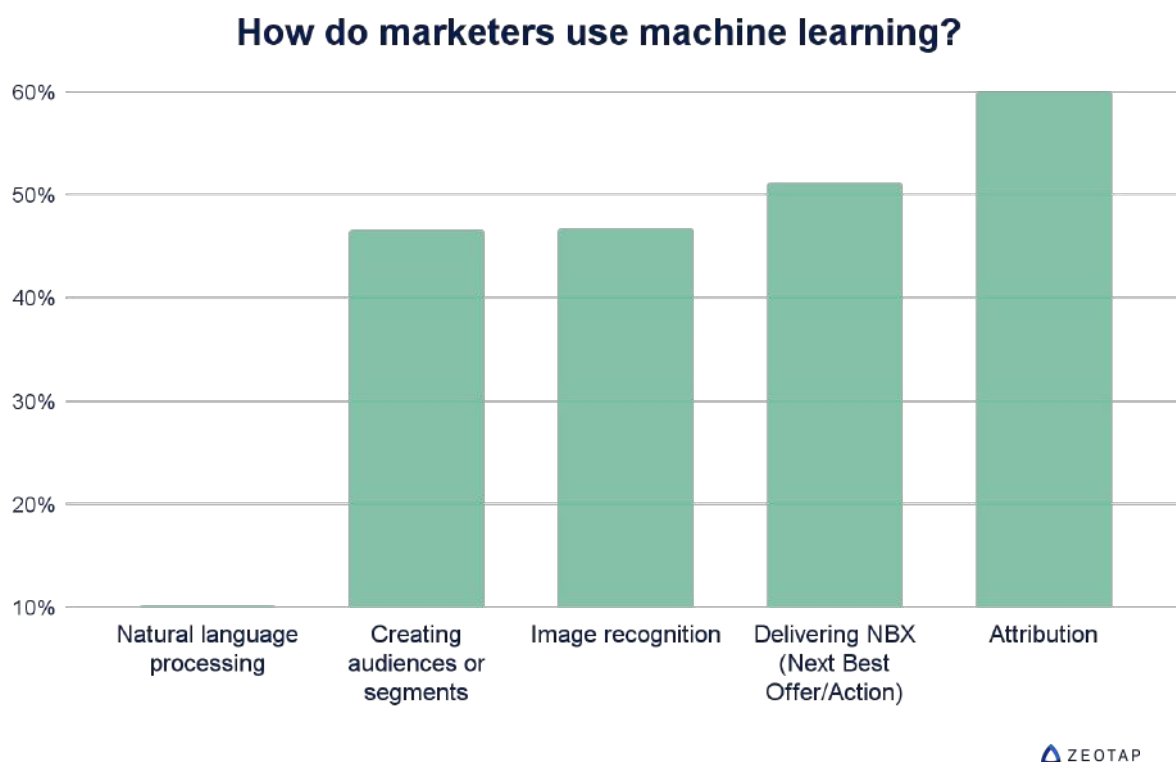 How do marketers use machine learning?
60%
50%
40%
30%
20%
10%
Natural language
processing
Creating
audiences or
segments
Image recognition
Delivering NBX
(Next Best
Offer/Action)
Attribution
ZEOTAP